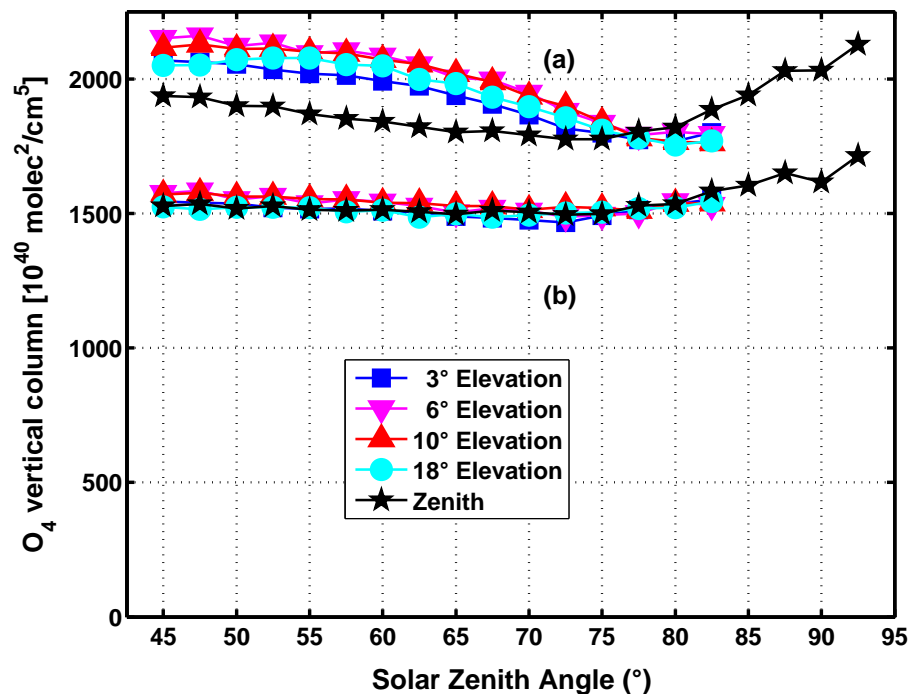 O4 vertical column [10^40 molec^2/cm^5]
2000
1500
1000
500
0
(a)
(b)
3° Elevation
6° Elevation
10° Elevation
18° Elevation
Zenith
45 50 55 60 65 70 75 80 85 90 95
Solar Zenith Angle (°)